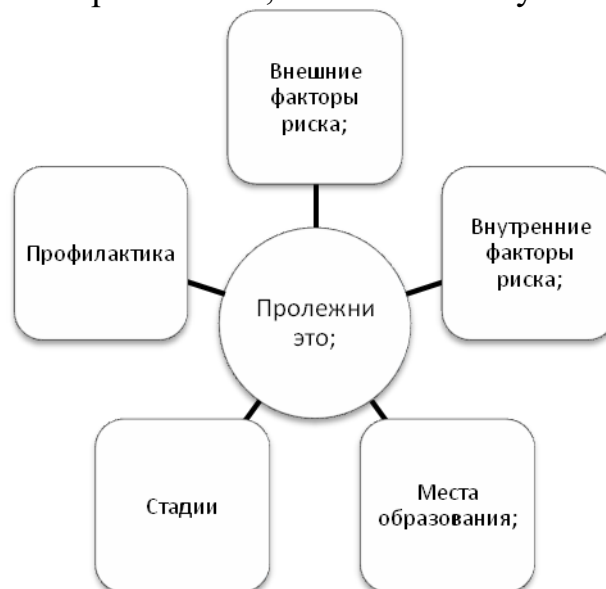 Внешние
факторы
риска;
Профилактика
Внутренние
факторы
риска;
Пролежни
это;
Стадии
Места
образования;